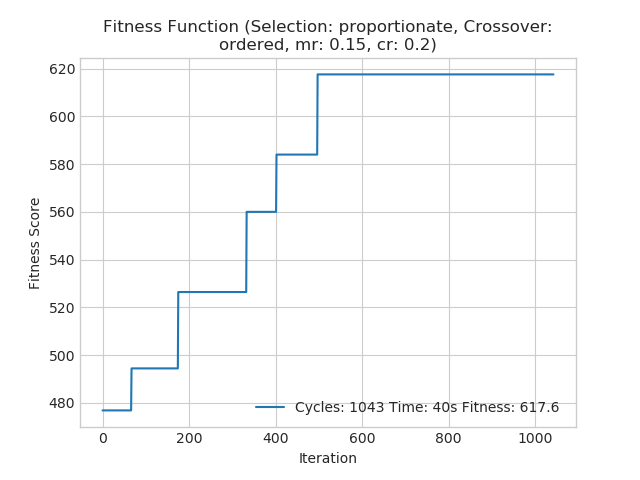 Fitness Function (Selection: proportionate, Crossover:
ordered, mr: 0.15, cr: 0.2)
620
600
580
560
540
520
500
480
Fitness Score
Cycles: 1043 Time: 40s Fitness: 617.6
0 200 400 600 800 1000
Iteration